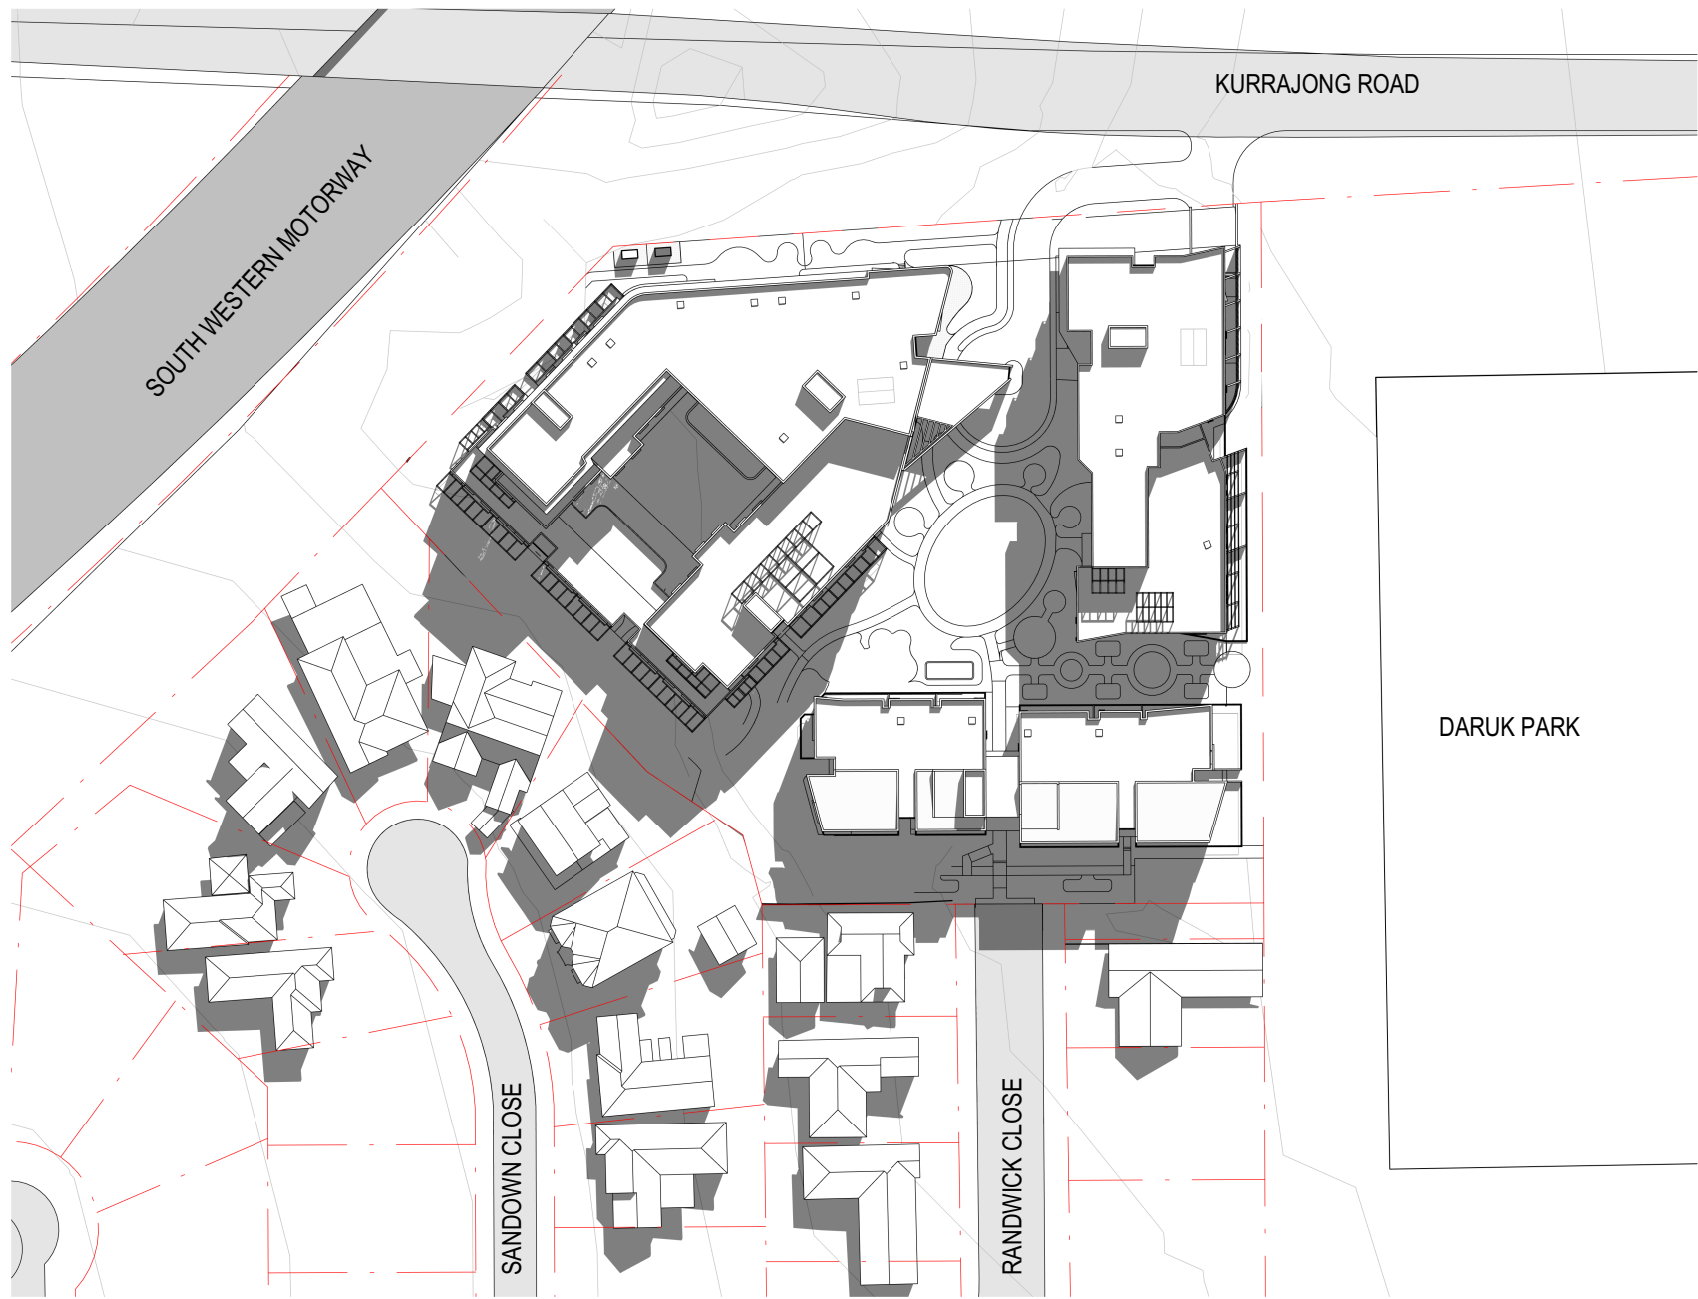 KURRAJONG ROAD
SOUTH WESTERN MOTORWAY
DARUK PARK
SANDOWN CLOSE
RANDWICK CLOSE